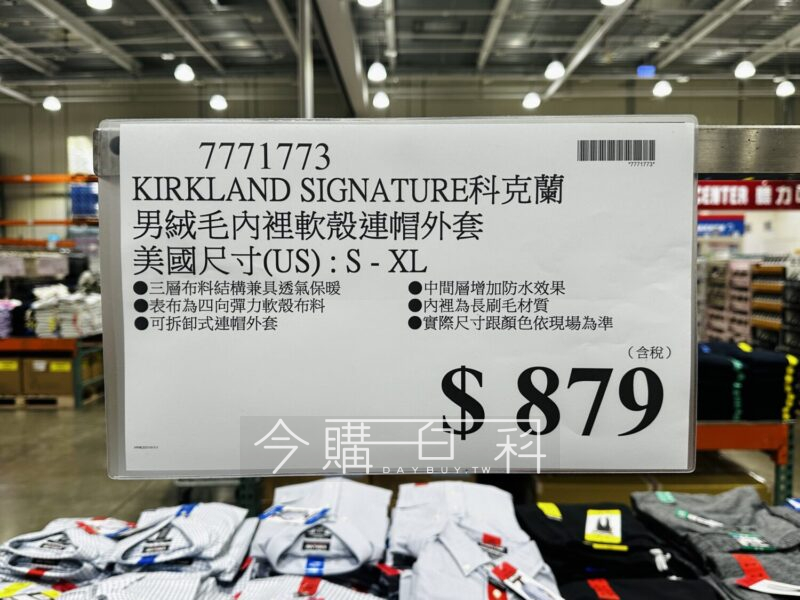 7771773
*7771773*
KIRKLAND SIGNATURE科克蘭
男絨毛內裡軟殼連帽外套
美國尺寸(US) : S - XL
●三層布料結構兼具透氣保暖
●中間層增加防水效果
●表布為四向彈力軟殼布料
●內裡為長刷毛材質
●可拆卸式連帽外套
●實際尺寸跟顏色依現場為準
(含稅)
$ 879
今購百科
DAYBUY.TW
CENTER 聽力